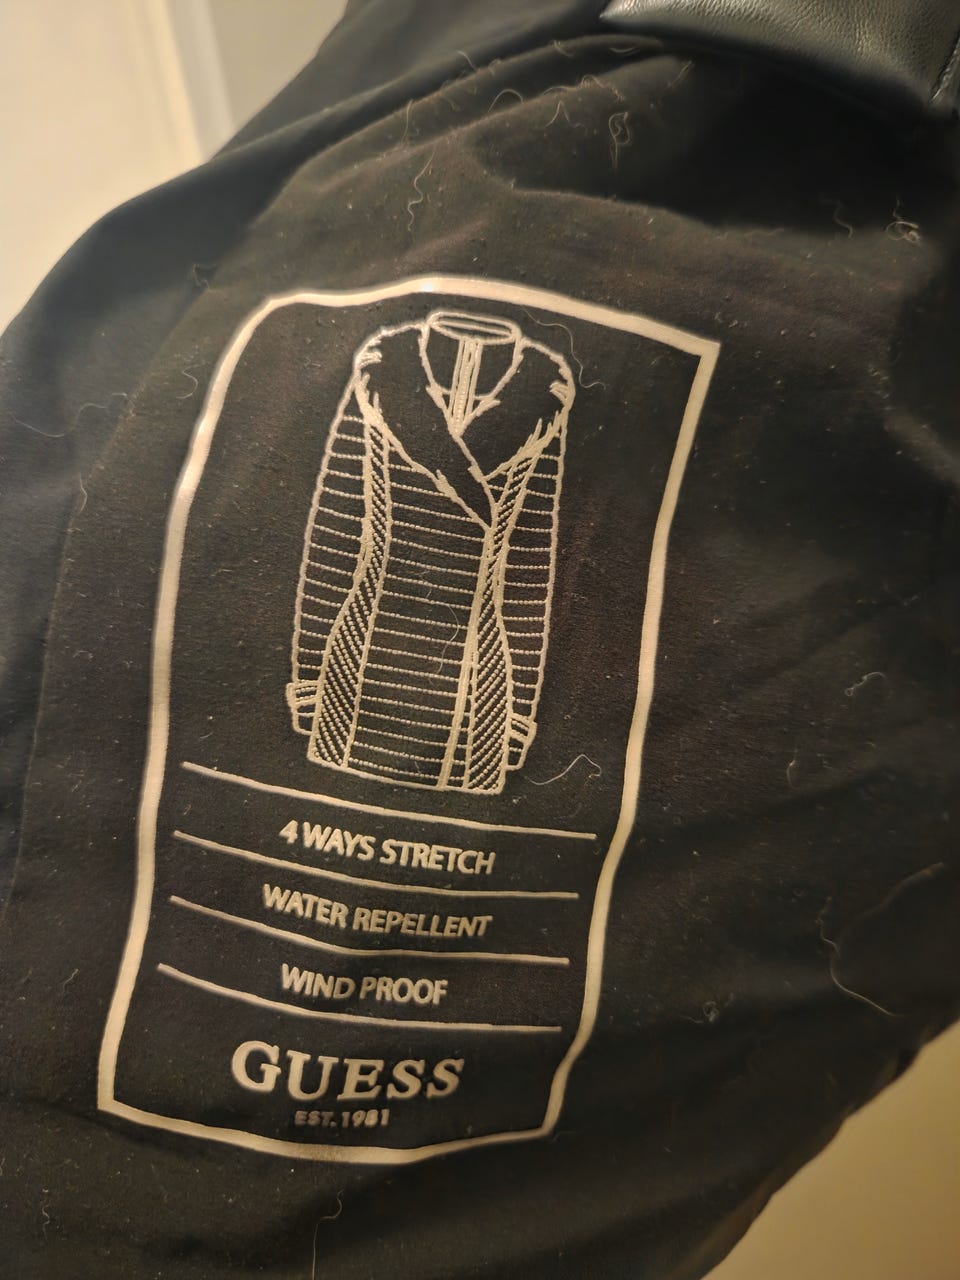 4 WAYS STRETCH
WATER REPELLENT
WIND PROOF
GUESS
EST. 1981